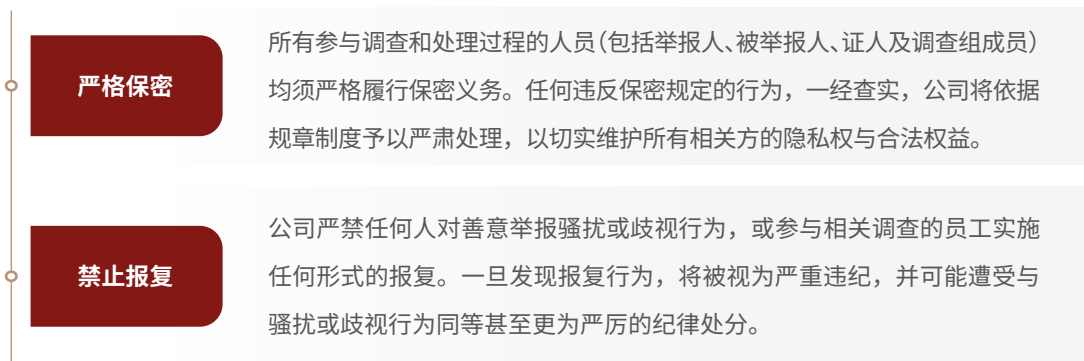 严格保密
所有参与调查和处理过程的人员（包括举报人、被举报人、证人及调查组成员）
均须严格履行保密义务。任何违反保密规定的行为，一经查实，公司将依据
规章制度予以严肃处理，以切实维护所有相关方的隐私权与合法权益。
禁止报复
公司严禁任何人对善意举报骚扰或歧视行为，或参与相关调查的员工实施
任何形式的报复。一旦发现报复行为，将被视为严重违纪，并可能遭受与
骚扰或歧视行为同等甚至更为严厉的纪律处分。